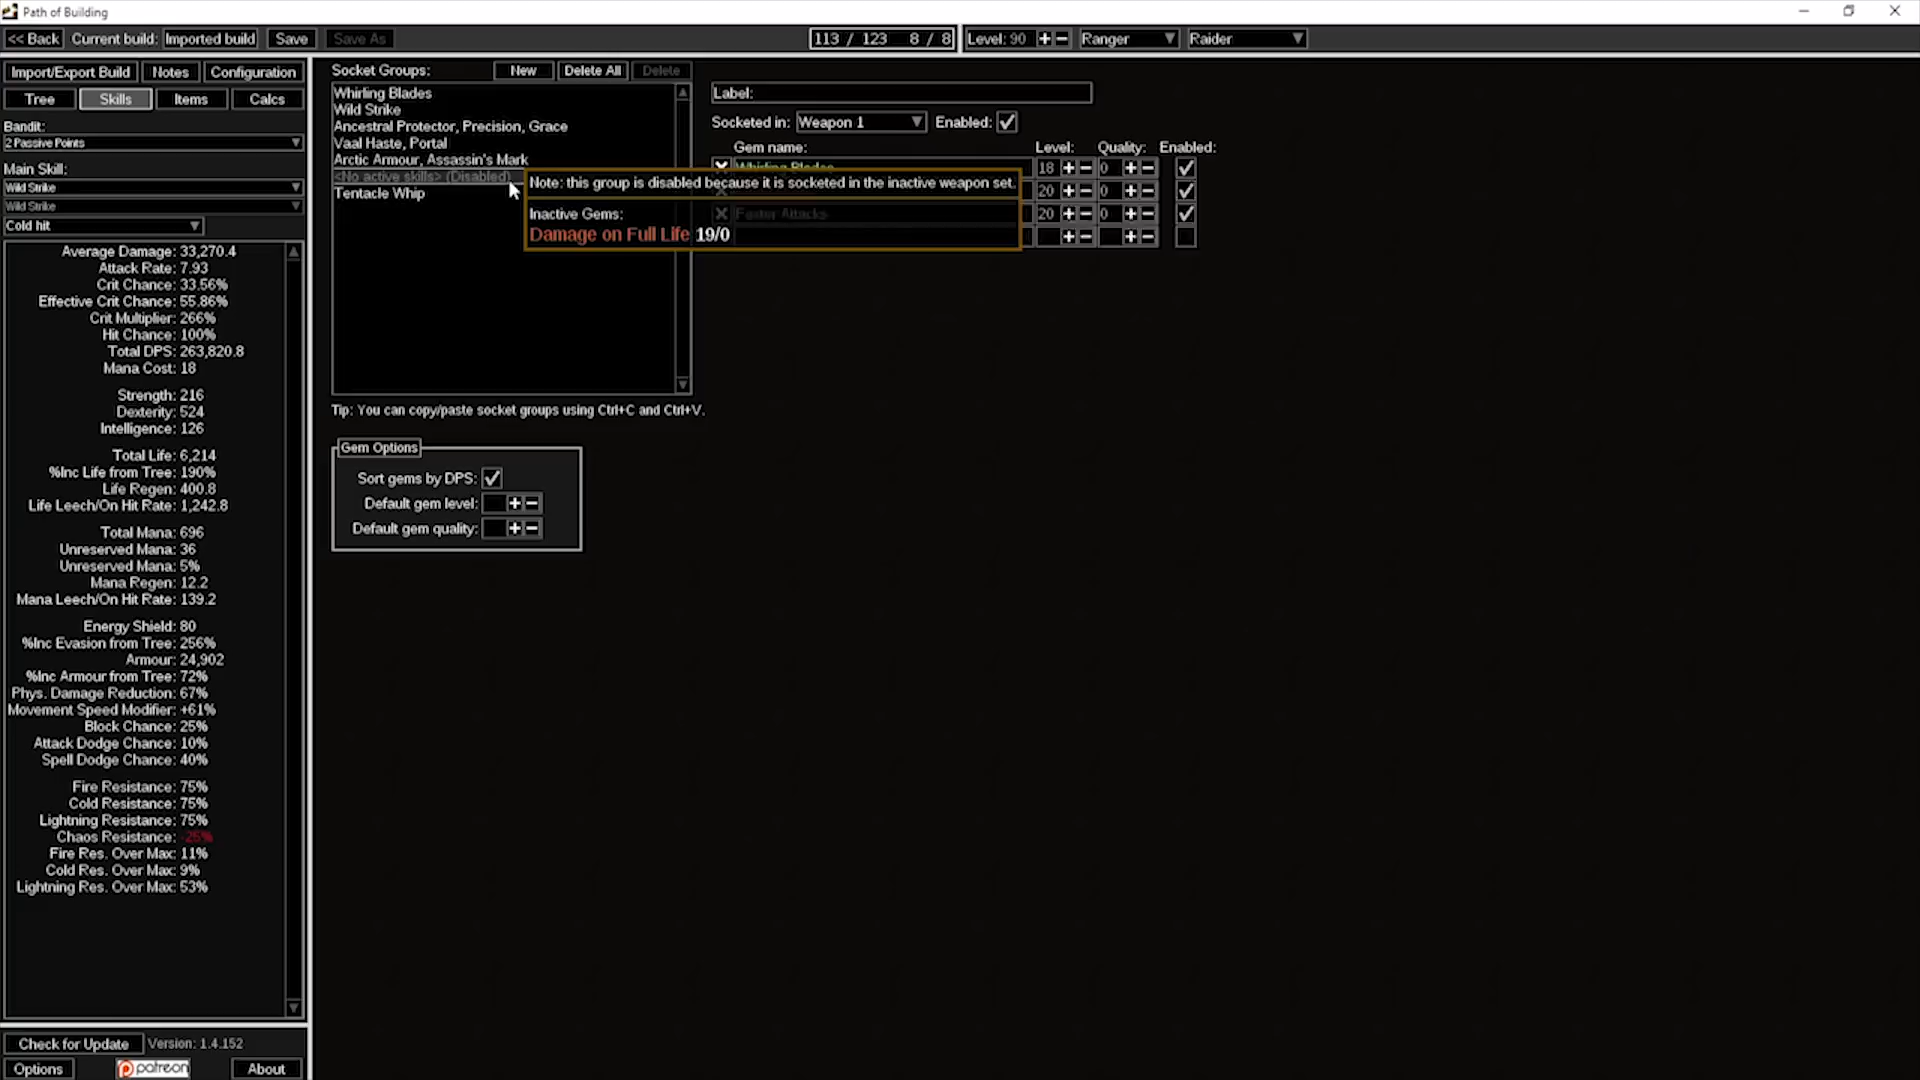 Path of Building
<< Back
Current build:
Imported build
Save
Save As
113 / 123   8 / 8
Level: 90
+ −
Ranger
Raider
Import/Export Build
Notes
Configuration
Tree
Skills
Items
Calcs
Bandit:
2 Passive Points
Main Skill:
Wild Strike
Wild Strike
Cold hit
Average Damage: 33,270.4
Attack Rate: 7.93
Crit Chance: 33.56%
Effective Crit Chance: 55.86%
Crit Multiplier: 266%
Hit Chance: 100%
Total DPS: 263,820.8
Mana Cost: 18
Strength: 216
Dexterity: 524
Intelligence: 126
Total Life: 6,214
%Inc Life from Tree: 190%
Life Regen: 400.8
Life Leech/On Hit Rate: 1,242.8
Total Mana: 696
Unreserved Mana: 36
Unreserved Mana: 5%
Mana Regen: 12.2
Mana Leech/On Hit Rate: 139.2
Energy Shield: 80
%Inc Evasion from Tree: 256%
Armour: 24,902
%Inc Armour from Tree: 72%
Phys. Damage Reduction: 67%
Movement Speed Modifier: +61%
Block Chance: 25%
Attack Dodge Chance: 10%
Spell Dodge Chance: 40%
Fire Resistance: 75%
Cold Resistance: 75%
Lightning Resistance: 75%
Chaos Resistance: -25%
Fire Res. Over Max: 11%
Cold Res. Over Max: 9%
Lightning Res. Over Max: 53%
Check for Update
Version: 1.4.152
Options
patreon
About
Socket Groups:
New
Delete All
Delete
Whirling Blades
Wild Strike
Ancestral Protector, Precision, Grace
Vaal Haste, Portal
Arctic Armour, Assassin's Mark
<No active skills> (Disabled)
Tentacle Whip
Tip: You can copy/paste socket groups using Ctrl+C and Ctrl+V.
Gem Options
Sort gems by DPS:
Default gem level:
+ −
Default gem quality:
+ −
Label:
Socketed in:
Weapon 1
Enabled:
Gem name:
Level:
Quality:
Enabled:
Whirling Blades
18 + − 0 + −
20 + − 0 + −
Faster Attacks
20 + − 0 + −
+ − + −
Note: this group is disabled because it is socketed in the inactive weapon set.
Inactive Gems:
Damage on Full Life 19/0